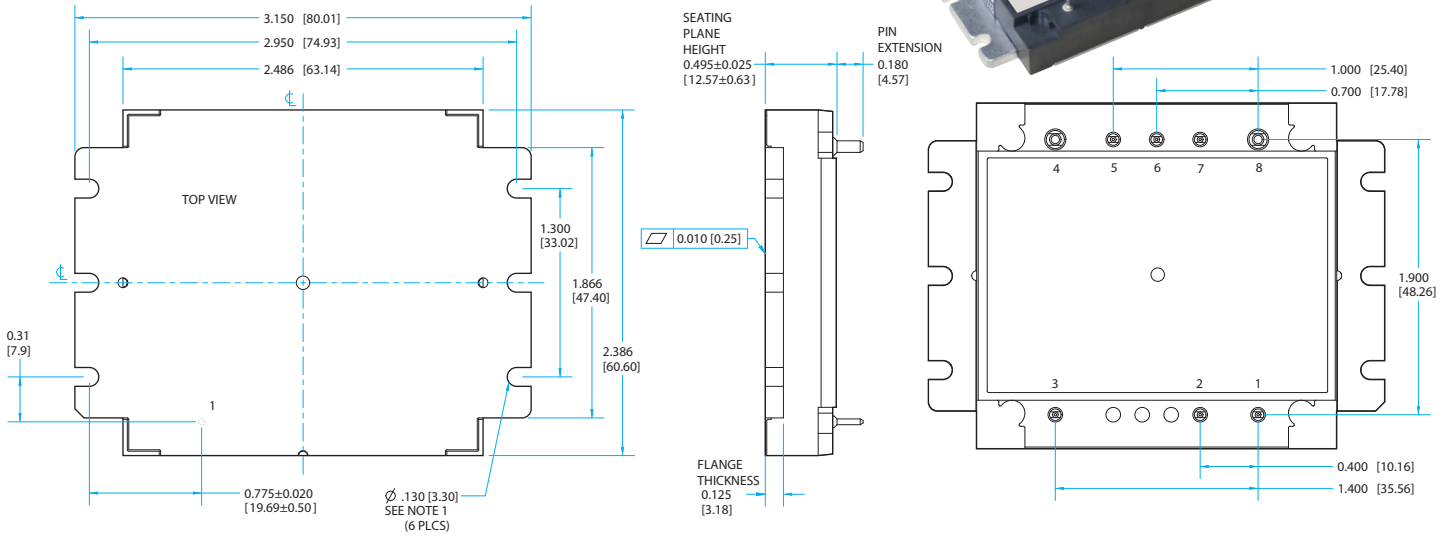 3.150 [80.01]
2.950 [74.93]
2.486 [63.14]
℄
TOP VIEW
℄
1.300
[33.02]
1.866
[47.40]
2.386
[60.60]
0.31
[7.9]
1
0.775±0.020
[19.69±0.50]
Ø .130 [3.30]
SEE NOTE 1
(6 PLCS)
SEATING
PLANE
HEIGHT
0.495±0.025
[12.57±0.63]
PIN
EXTENSION
0.180
[4.57]
⏥ 0.010 [0.25]
FLANGE
THICKNESS
0.125
[3.18]
1.000 [25.40]
0.700 [17.78]
4 5 6 7 8
1.900
[48.26]
3 2 1
0.400 [10.16]
1.400 [35.56]